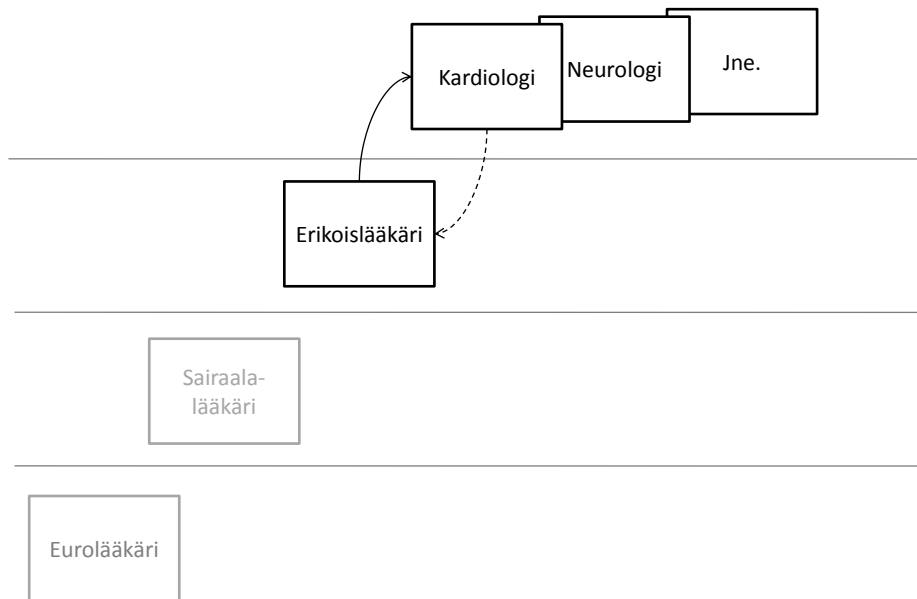 Kardiologi
Neurologi
Jne.
Erikoislääkäri
Sairaala-
lääkäri
Eurolääkäri